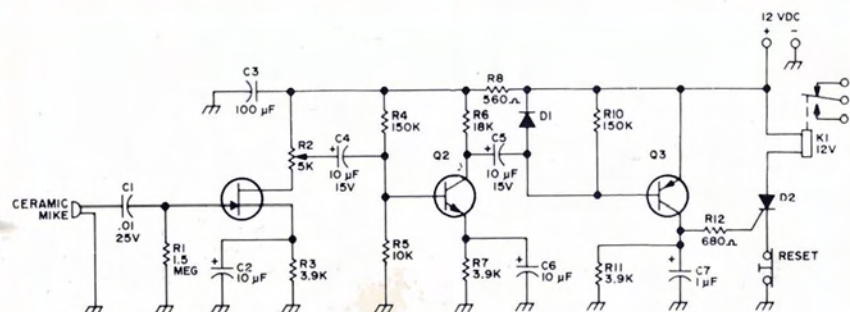 12 VDC
+ -
C3
100 µF
R8
560Ω
R4
150K
R6
18K
C5
D1
R10
150K
R2
5K
C4
+
10 µF
15V
Q2
+
10 µF
15V
Q3
K1
12V
CERAMIC
MIKE
C1
.01
25V
R12
680Ω
D2
R1
1.5
MEG
+
C2
10 µF
R3
3.9K
R5
10K
R7
3.9K
+
C6
10 µF
R11
3.9K
+
C7
1 µF
RESET